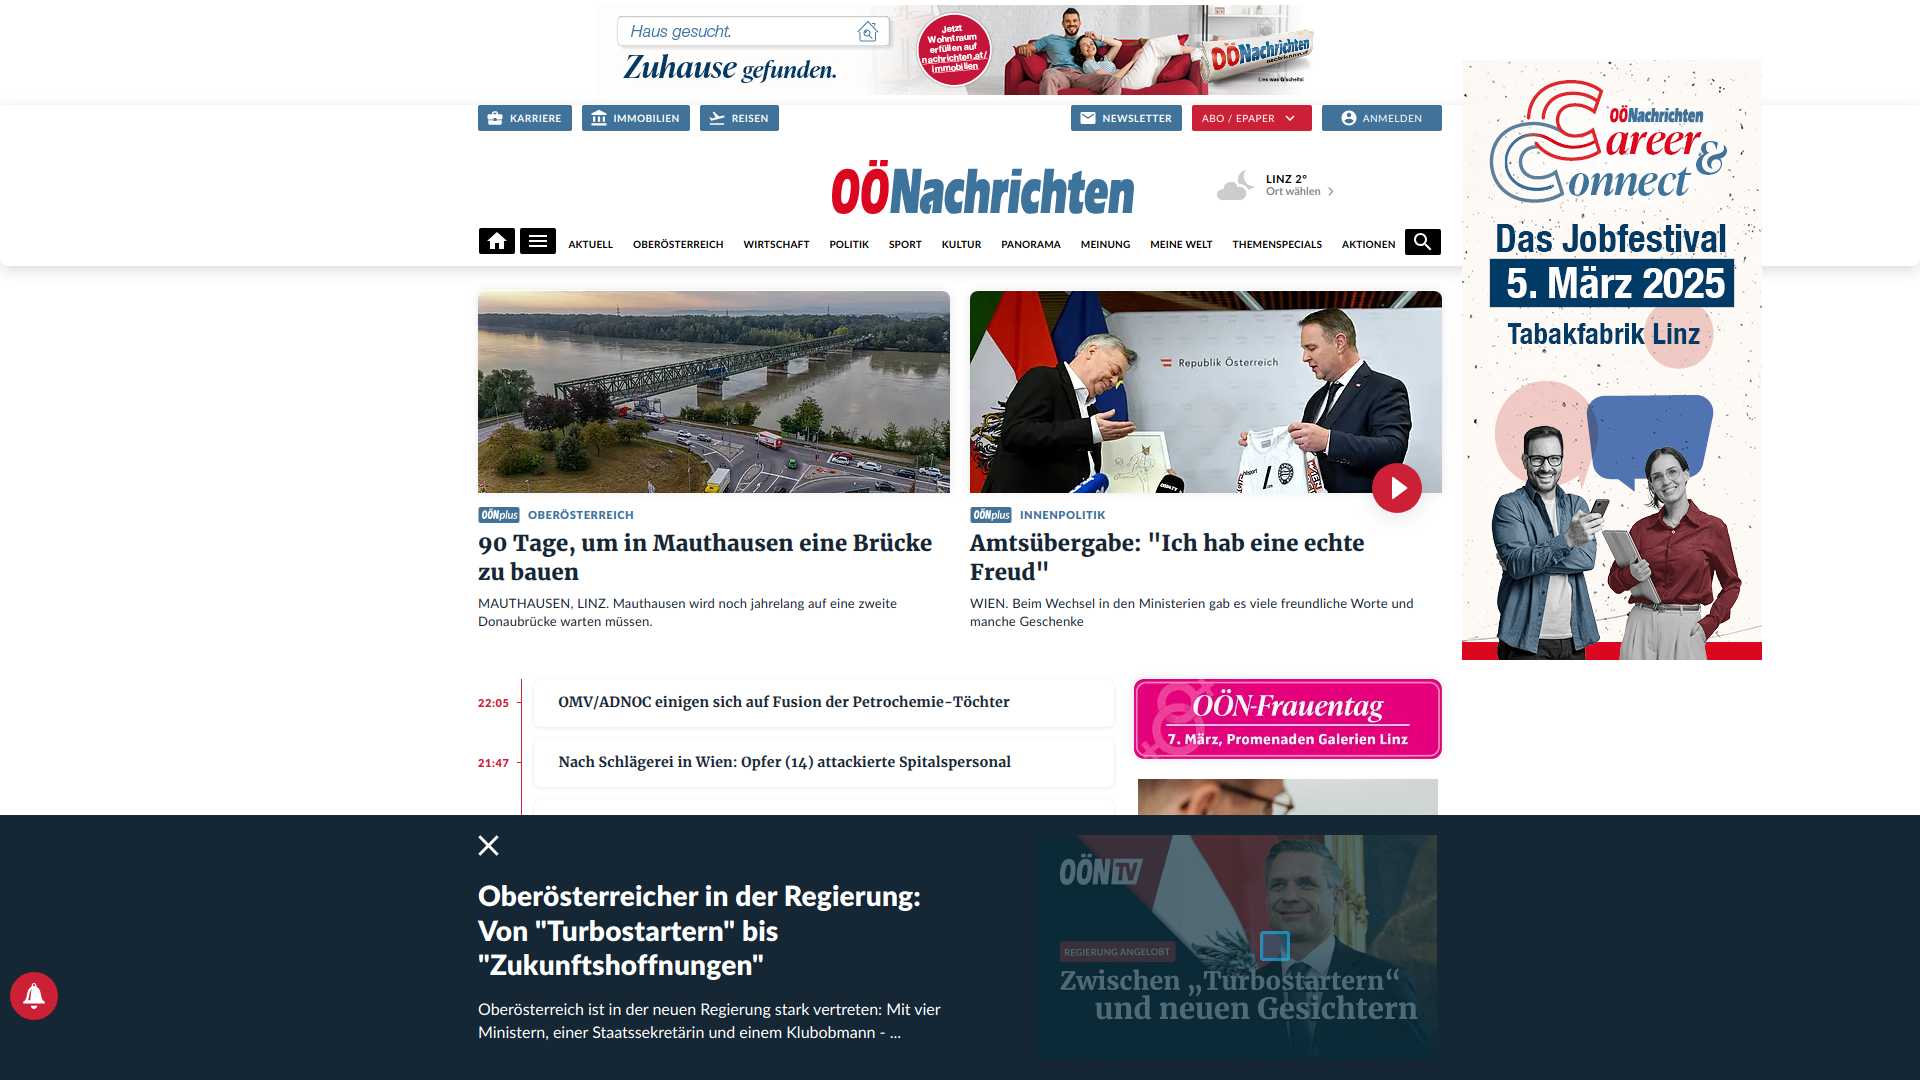 Haus gesucht.
Zuhause gefunden.
Jetzt
Wohntraum
erfüllen auf
nachrichten.at/
immobilien
OÖNachrichten
Lies was G'scheits!
KARRIERE
IMMOBILIEN
REISEN
NEWSLETTER
ABO / EPAPER
ANMELDEN
OÖNachrichten
LINZ 2°
Ort wählen
AKTUELL
OBERÖSTERREICH
WIRTSCHAFT
POLITIK
SPORT
KULTUR
PANORAMA
MEINUNG
MEINE WELT
THEMENSPECIALS
AKTIONEN
OÖNachrichten
Career &
Connect
Das Jobfestival
5. März 2025
Tabakfabrik Linz
Republik Österreich
OÖNplus OBERÖSTERREICH
90 Tage, um in Mauthausen eine Brücke
zu bauen
MAUTHAUSEN, LINZ. Mauthausen wird noch jahrelang auf eine zweite
Donaubrücke warten müssen.
OÖNplus INNENPOLITIK
Amtsübergabe: "Ich hab eine echte
Freud"
WIEN. Beim Wechsel in den Ministerien gab es viele freundliche Worte und
manche Geschenke
22:05 OMV/ADNOC einigen sich auf Fusion der Petrochemie-Töchter
21:47 Nach Schlägerei in Wien: Opfer (14) attackierte Spitalspersonal
OÖN-Frauentag
7. März, Promenaden Galerien Linz
Oberösterreicher in der Regierung:
Von "Turbostartern" bis
"Zukunftshoffnungen"
Oberösterreich ist in der neuen Regierung stark vertreten: Mit vier
Ministern, einer Staatssekretärin und einem Klubobmann - ...
OÖN TV
REGIERUNG ANGELOBT
Zwischen „Turbostartern“
und neuen Gesichtern